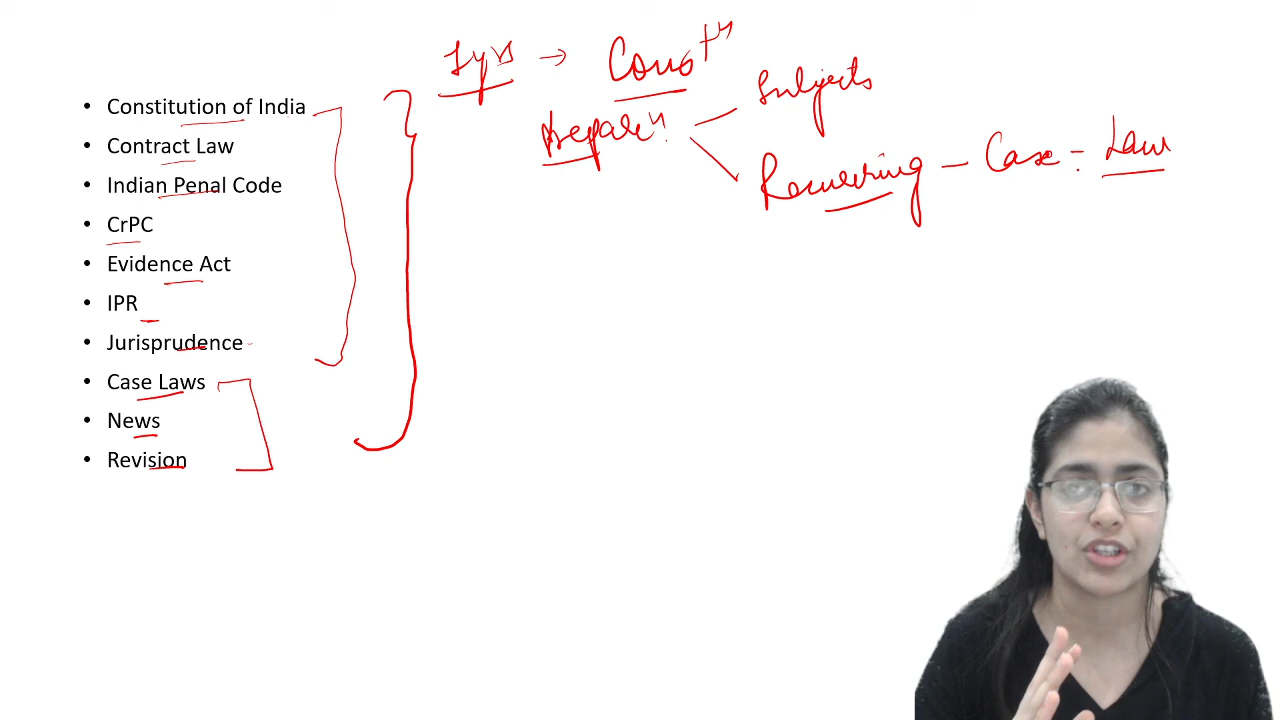 • Constitution of India
• Contract Law
• Indian Penal Code
• CrPC
• Evidence Act
• IPR
• Jurisprudence
• Case Laws
• News
• Revision
→ Constn
Subjects
- Case - Law